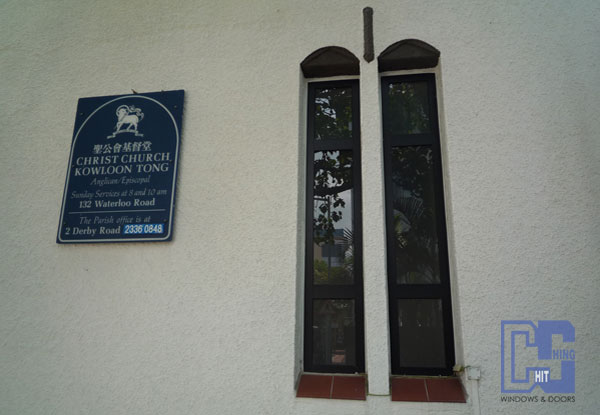 聖公會基督堂
CHRIST CHURCH,
KOWLOON TONG
Anglican/Episcopal
Sunday Services at 8 and 10 am
132 Waterloo Road
The Parish office is at
2 Derby Road 2336 0848
CHING
HIT
WINDOWS & DOORS